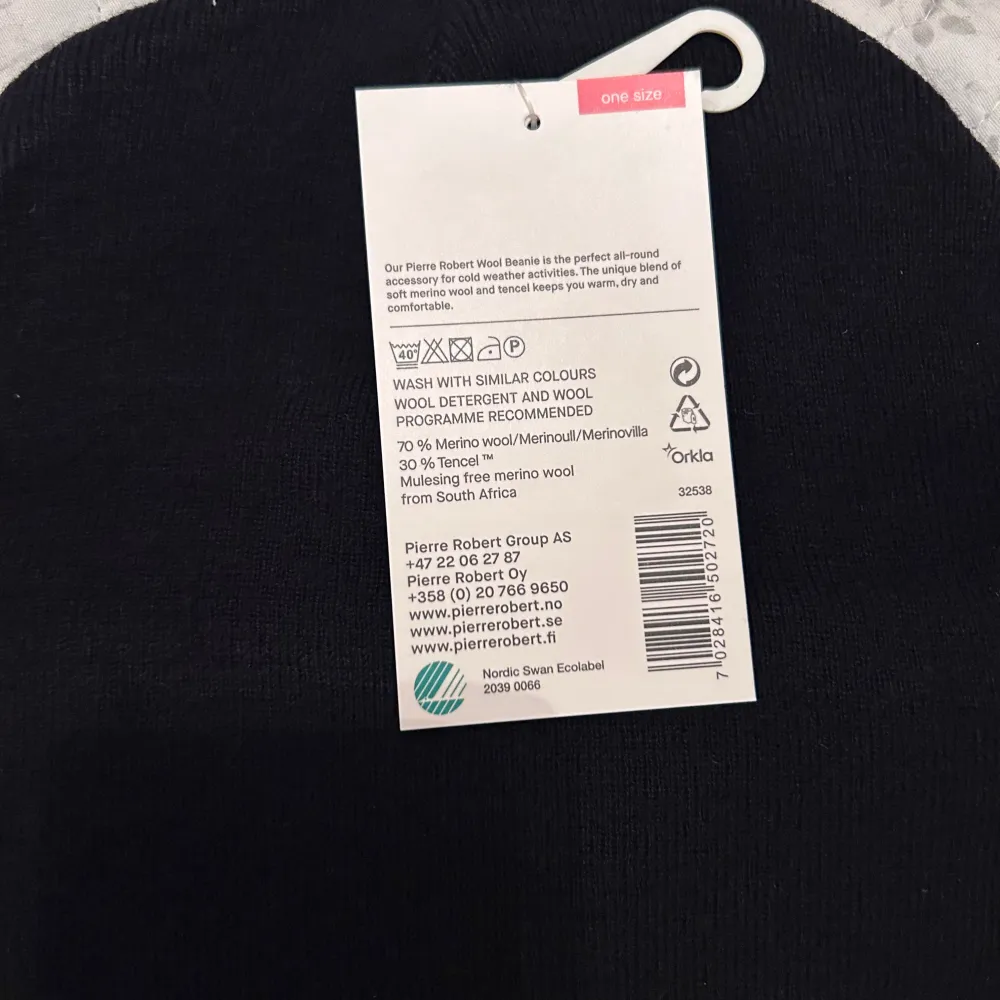 one size
Our Pierre Robert Wool Beanie is the perfect all-round
accessory for cold weather activities. The unique blend of
soft merino wool and tencel keeps you warm, dry and
comfortable.
40°
P
WASH WITH SIMILAR COLOURS
WOOL DETERGENT AND WOOL
PROGRAMME RECOMMENDED
70 % Merino wool/Merinoull/Merinovilla
30 % Tencel ™
Mulesing free merino wool
from South Africa
Orkla
32538
Pierre Robert Group AS
+47 22 06 27 87
Pierre Robert Oy
+358 (0) 20 766 9650
www.pierrerobert.no
www.pierrerobert.se
www.pierrerobert.fi
Nordic Swan Ecolabel
2039 0066
7 028416 502720